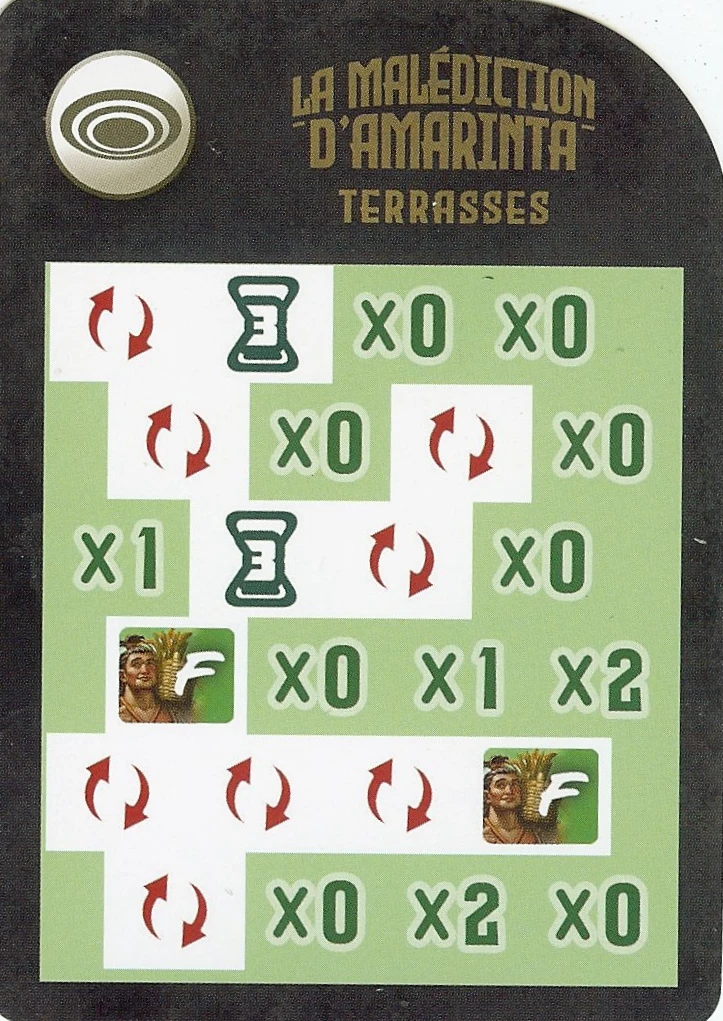 LA MALÉDICTION
D'AMARINTA
TERRASSES
3 X0 X0
X0 X0
X1 3 X0
F X0 X1 X2
F
X0 X2 X0